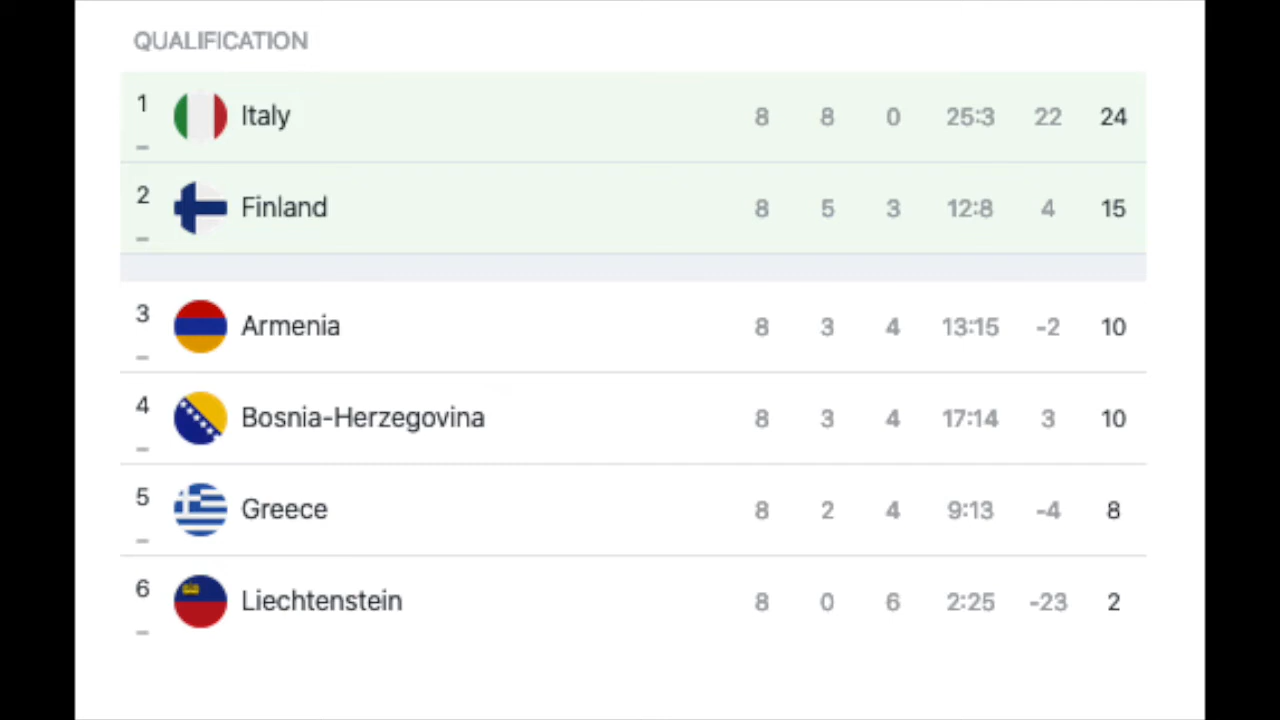 QUALIFICATION
1 Italy 8 8 0 25:3 22 24
–
2 Finland 8 5 3 12:8 4 15
–
3 Armenia 8 3 4 13:15 -2 10
–
4 Bosnia-Herzegovina 8 3 4 17:14 3 10
–
5 Greece 8 2 4 9:13 -4 8
–
6 Liechtenstein 8 0 6 2:25 -23 2
–